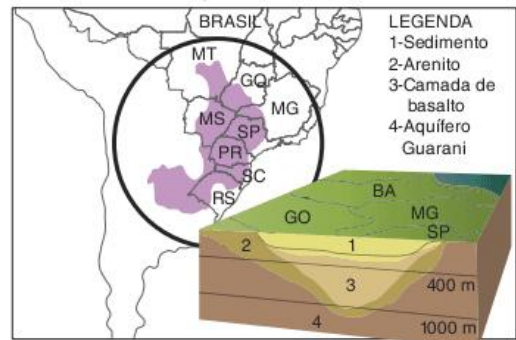 BRASIL
MT
GO
MG
MS
SP
PR
SC
RS
LEGENDA
1-Sedimento
2-Arenito
3-Camada de
basalto
4-Aquífero
Guarani
BA
GO
MG
SP
2
1
3
400 m
4
1000 m